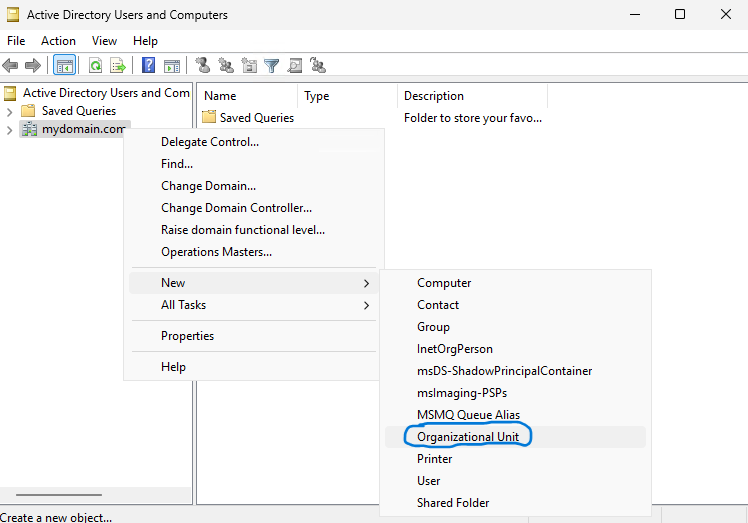 Active Directory Users and Computers
File Action View Help
Active Directory Users and Com
Saved Queries
mydomain.com
Name Type Description
Saved Queries Folder to store your favo...
Delegate Control...
Find...
Change Domain...
Change Domain Controller...
Raise domain functional level...
Operations Masters...
New
All Tasks
Properties
Help
Computer
Contact
Group
InetOrgPerson
msDS-ShadowPrincipalContainer
msImaging-PSPs
MSMQ Queue Alias
Organizational Unit
Printer
User
Shared Folder
Create a new object...